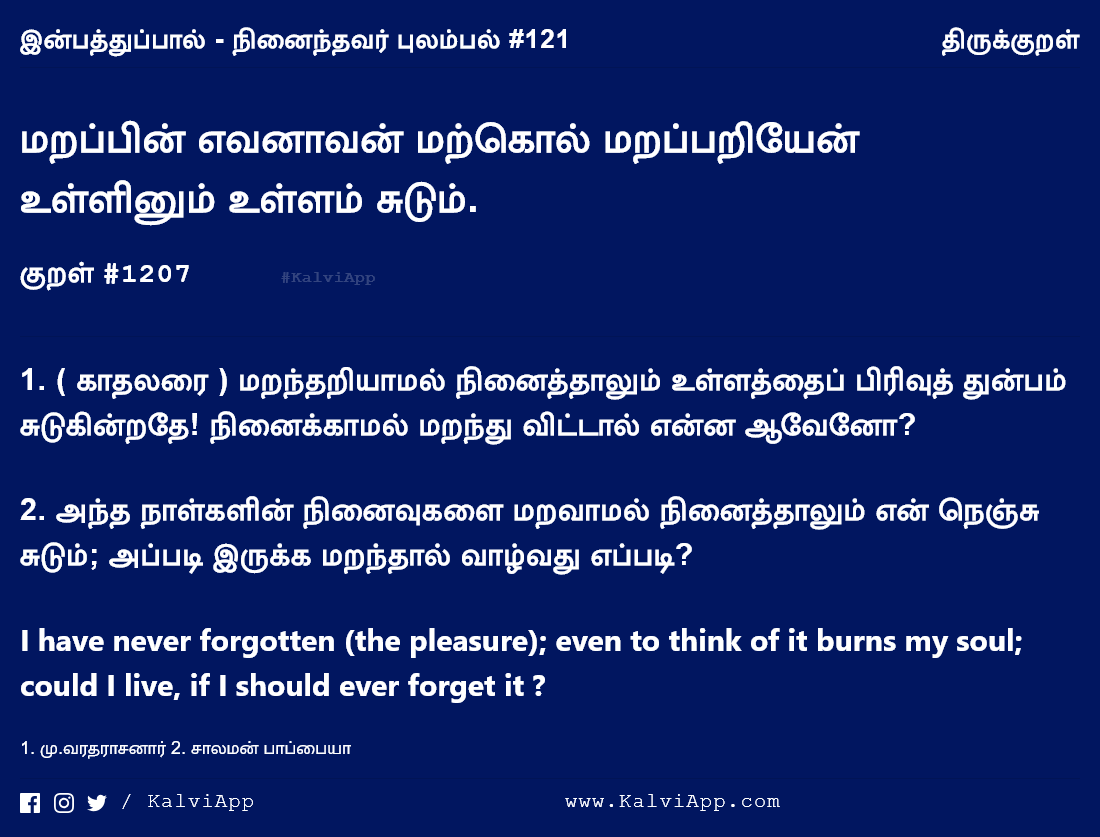 இன்பத்துப்பால் - நினைந்தவர் புலம்பல் #121 திருக்குறள்
மறப்பின் எவனாவன் மற்கொல் மறப்பறியேன்
உள்ளினும் உள்ளம் சுடும்.
குறள் #1207 #KalviApp
1. ( காதலரை ) மறந்தறியாமல் நினைத்தாலும் உள்ளத்தைப் பிரிவுத் துன்பம்
சுடுகின்றதே! நினைக்காமல் மறந்து விட்டால் என்ன ஆவேனோ?
2. அந்த நாள்களின் நினைவுகளை மறவாமல் நினைத்தாலும் என் நெஞ்சு
சுடும்; அப்படி இருக்க மறந்தால் வாழ்வது எப்படி?
I have never forgotten (the pleasure); even to think of it burns my soul;
could I live, if I should ever forget it ?
1. மு.வரதராசனார் 2. சாலமன் பாப்பையா
/ KalviApp www.KalviApp.com